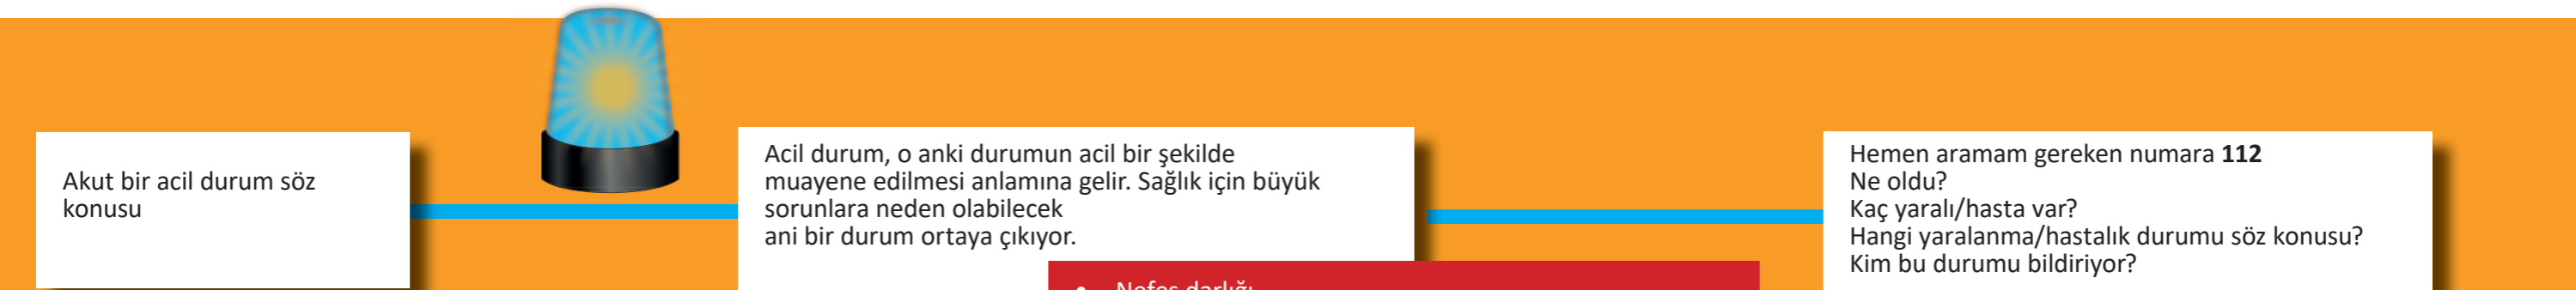 Akut bir acil durum söz
konusu
Acil durum, o anki durumun acil bir şekilde
muayene edilmesi anlamına gelir. Sağlık için büyük
sorunlara neden olabilecek
ani bir durum ortaya çıkıyor.
• Nefes darlığı
Hemen aramam gereken numara 112
Ne oldu?
Kaç yaralı/hasta var?
Hangi yaralanma/hastalık durumu söz konusu?
Kim bu durumu bildiriyor?